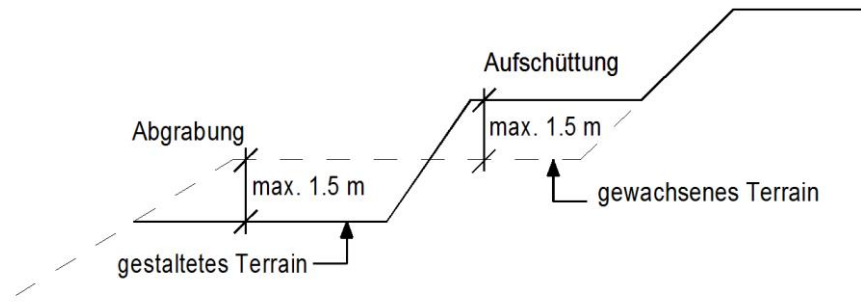 Aufschüttung
Abgrabung
max. 1.5 m
max. 1.5 m
gewachsenes Terrain
gestaltetes Terrain